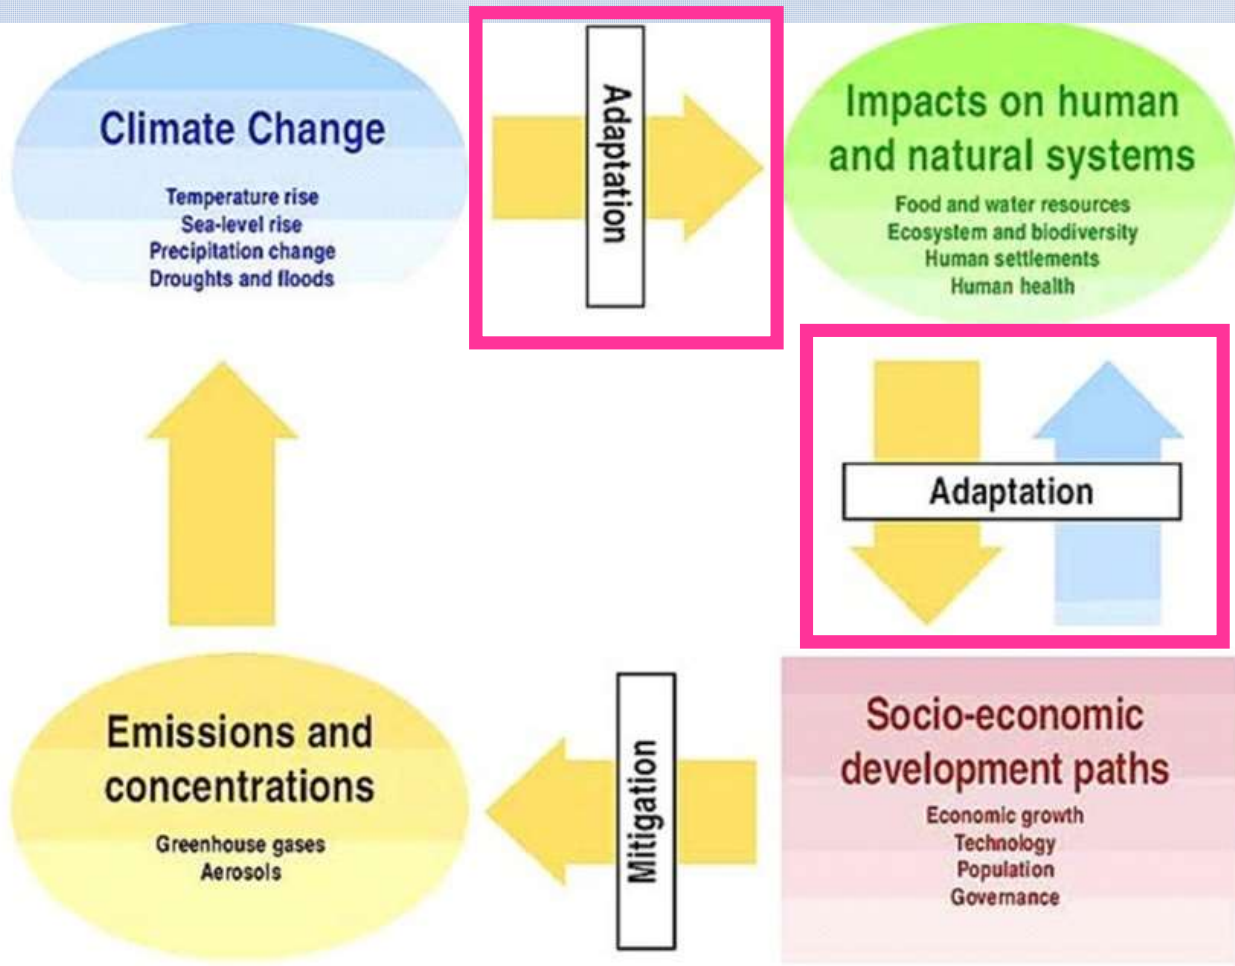 Climate Change
Temperature rise
Sea-level rise
Precipitation change
Droughts and floods
Adaptation
Impacts on human
and natural systems
Food and water resources
Ecosystem and biodiversity
Human settlements
Human health
Adaptation
Emissions and
concentrations
Greenhouse gases
Aerosols
Mitigation
Socio-economic
development paths
Economic growth
Technology
Population
Governance